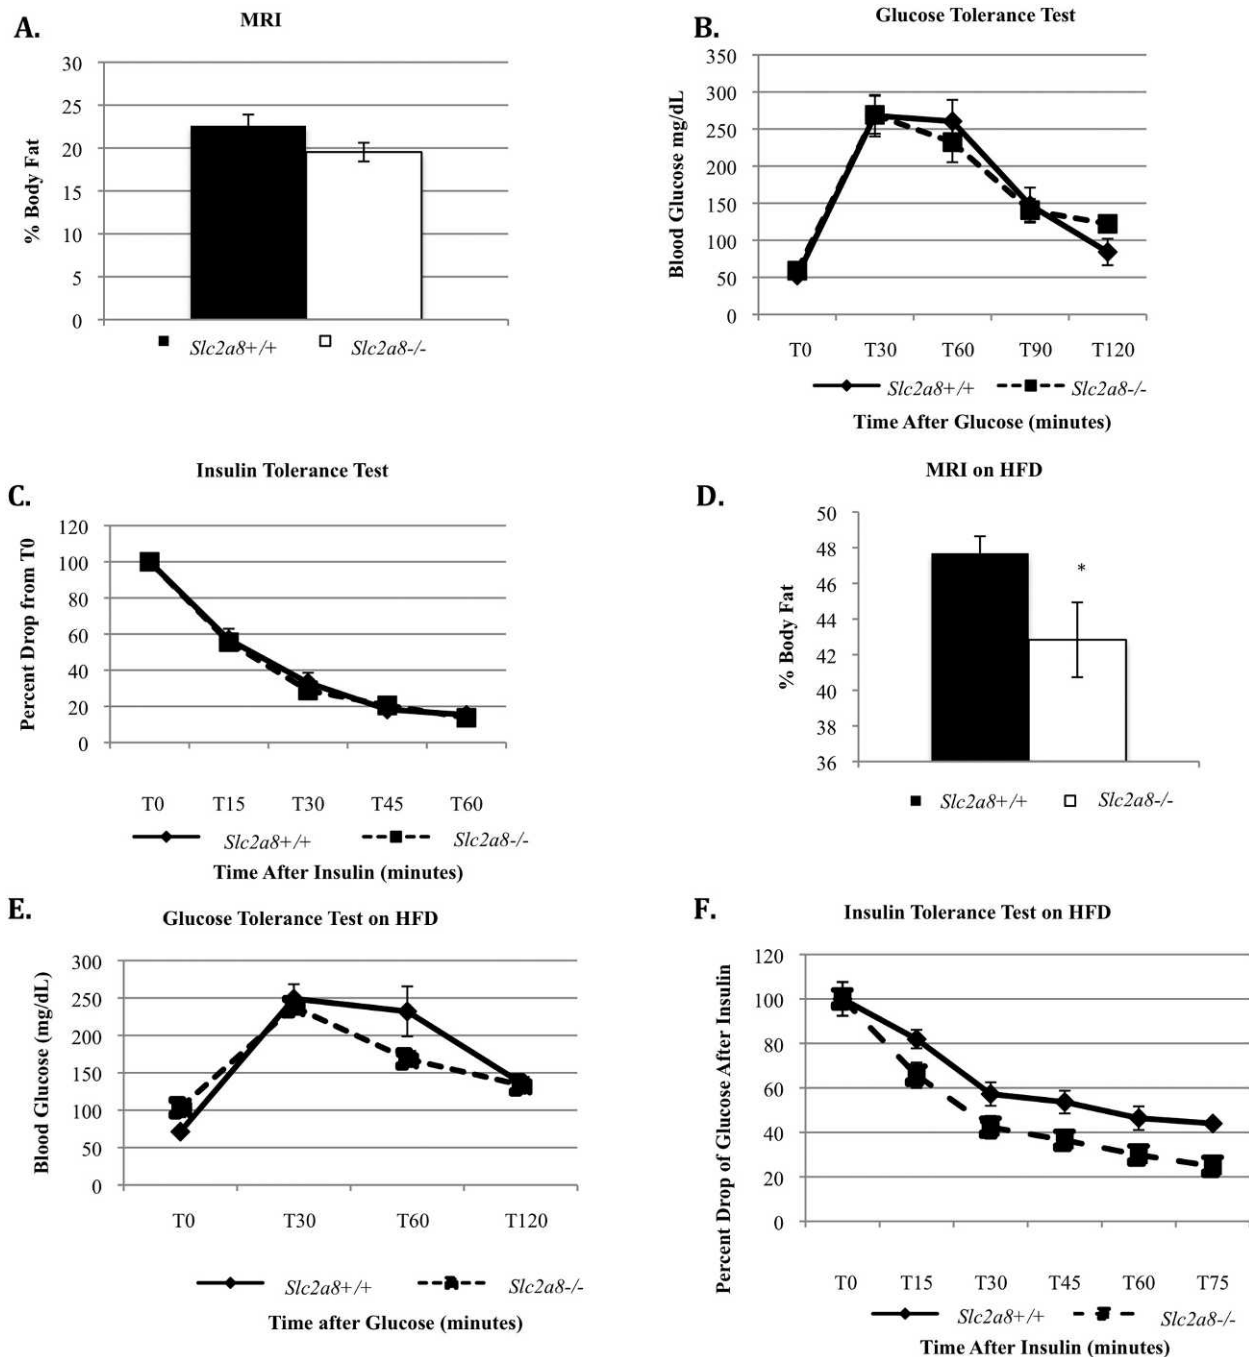 A.
MRI
30
25
20
15
10
5
0
% Body Fat
Slc2a8+/+ Slc2a8-/-
B.
Glucose Tolerance Test
350
300
250
200
150
100
50
0
Blood Glucose mg/dL
T0 T30 T60 T90 T120
Slc2a8+/+ Slc2a8-/-
Time After Glucose (minutes)
C.
Insulin Tolerance Test
120
100
80
60
40
20
0
Percent Drop from T0
T0 T15 T30 T45 T60
Slc2a8+/+ Slc2a8-/-
Time After Insulin (minutes)
D.
MRI on HFD
50
48
46
44
42
40
38
36
% Body Fat
*
Slc2a8+/+ Slc2a8-/-
E.
Glucose Tolerance Test on HFD
300
250
200
150
100
50
0
Blood Glucose (mg/dL)
T0 T30 T60 T120
Slc2a8+/+ Slc2a8-/-
Time after Glucose (minutes)
F.
Insulin Tolerance Test on HFD
120
100
80
60
40
20
0
Percent Drop of Glucose After Insulin
T0 T15 T30 T45 T60 T75
Slc2a8+/+ Slc2a8-/-
Time After Insulin (minutes)